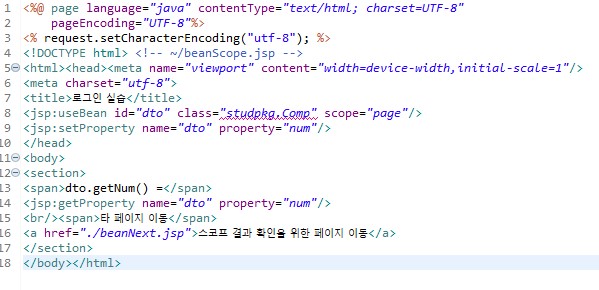 1 <%@ page language="java" contentType="text/html; charset=UTF-8"
2 pageEncoding="UTF-8"%>
3 <% request.setCharacterEncoding("utf-8"); %>
4 <!DOCTYPE html> <!-- ~/beanScope.jsp -->
5 <html><head><meta name="viewport" content="width=device-width,initial-scale=1"/>
6 <meta charset="utf-8">
7 <title>로그인 실습</title>
8 <jsp:useBean id="dto" class="studpkg.Comp" scope="page"/>
9 <jsp:setProperty name="dto" property="num"/>
10 </head>
11 <body>
12 <section>
13 <span>dto.getNum() =</span>
14 <jsp:getProperty name="dto" property="num"/>
15 <br/><span>타 페이지 이동</span>
16 <a href="./beanNext.jsp">스코프 결과 확인을 위한 페이지 이동</a>
17 </section>
18 </body></html>